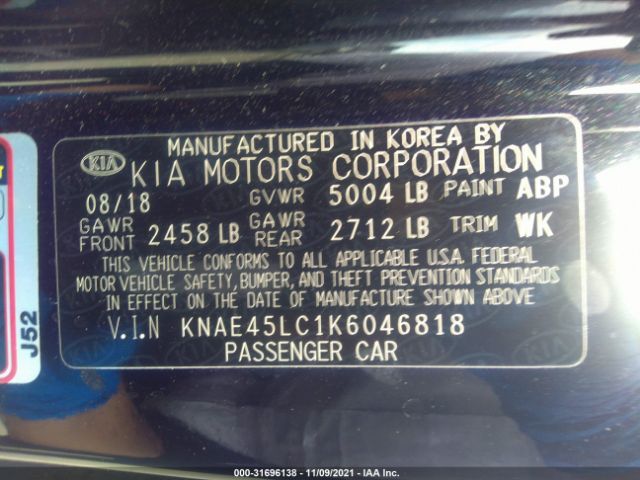 MANUFACTURED IN KOREA BY
KIA KIA MOTORS CORPORATION
08/18 GVWR 5004 LB PAINT ABP
GAWR FRONT 2458 LB GAWR REAR 2712 LB TRIM WK
THIS VEHICLE CONFORMS TO ALL APPLICABLE U.S.A. FEDERAL
MOTOR VEHICLE SAFETY, BUMPER, AND THEFT PREVENTION STANDARDS
IN EFFECT ON THE DATE OF MANUFACTURE SHOWN ABOVE
V.I.N KNAE45LC1K6046818
PASSENGER CAR
J52
000-31696138 - 11/09/2021 - IAA Inc.